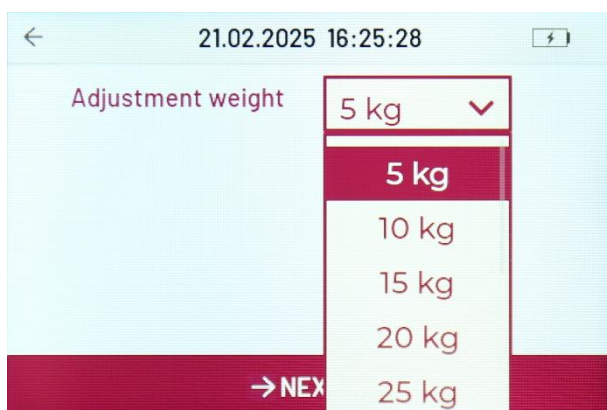 21.02.2025 16:25:28
Adjustment weight 5 kg
5 kg
10 kg
15 kg
20 kg
→ NEX
25 kg